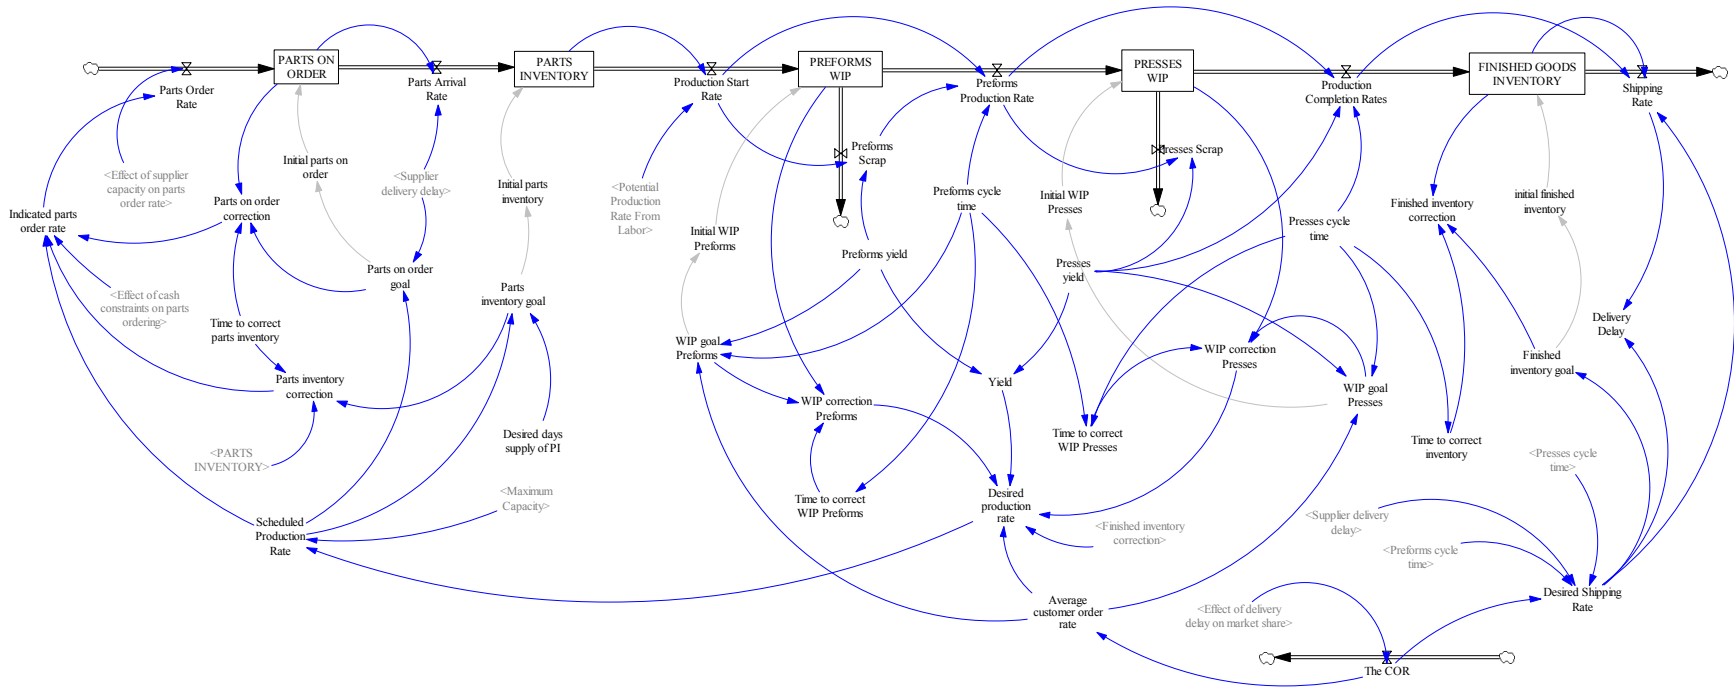 PARTS ON
ORDER
PARTS
INVENTORY
PREFORMS
WIP
PRESSES
WIP
FINISHED GOODS
INVENTORY
Parts Order
Rate
Parts Arrival
Rate
Production Start
Rate
Preforms
Production Rate
Production
Completion Rates
Shipping
Rate
Preforms
Scrap
Presses Scrap
<Effect of supplier
capacity on parts
order rate>
Initial parts on
order
<Supplier
delivery delay>
Initial parts
inventory
<Potential
Production
Rate From
Labor>
Preforms cycle
time
Initial WIP
Presses
Presses cycle
time
Finished inventory
correction
initial finished
inventory
Indicated parts
order rate
Parts on order
correction
Initial WIP
Preforms
Preforms yield
Presses
yield
Parts on order
goal
Parts
inventory goal
<Effect of cash
constraints on parts
ordering>
Time to correct
parts inventory
Delivery
Delay
WIP goal
Preforms
WIP correction
Presses
Finished
inventory goal
Parts inventory
correction
Yield
WIP goal
Presses
WIP correction
Preforms
Desired days
supply of PI
Time to correct
WIP Presses
Time to correct
inventory
<PARTS
INVENTORY>
<Presses cycle
time>
<Maximum
Capacity>
Time to correct
WIP Preforms
Desired
production
rate
<Supplier delivery
delay>
Scheduled
Production
Rate
<Finished inventory
correction>
<Preforms cycle
time>
Average
customer order
rate
<Effect of delivery
delay on market share>
Desired Shipping
Rate
The COR